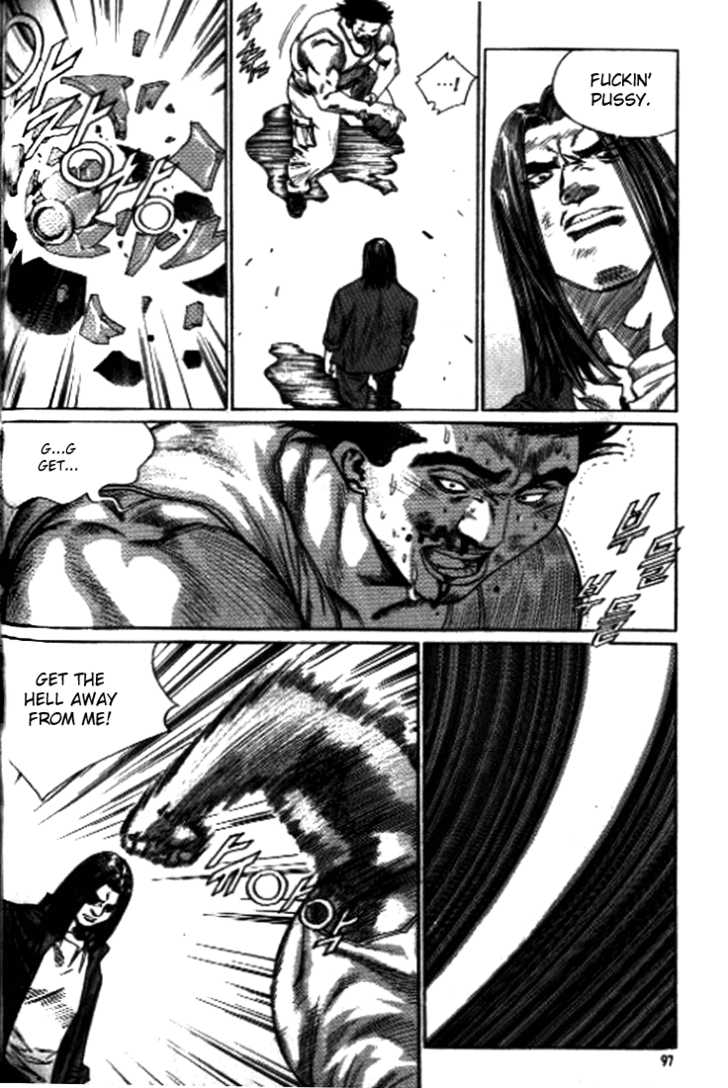 ...!
FUCKIN'
PUSSY.
G...G
GET...
부들
부들
GET THE
HELL AWAY
FROM ME!
97